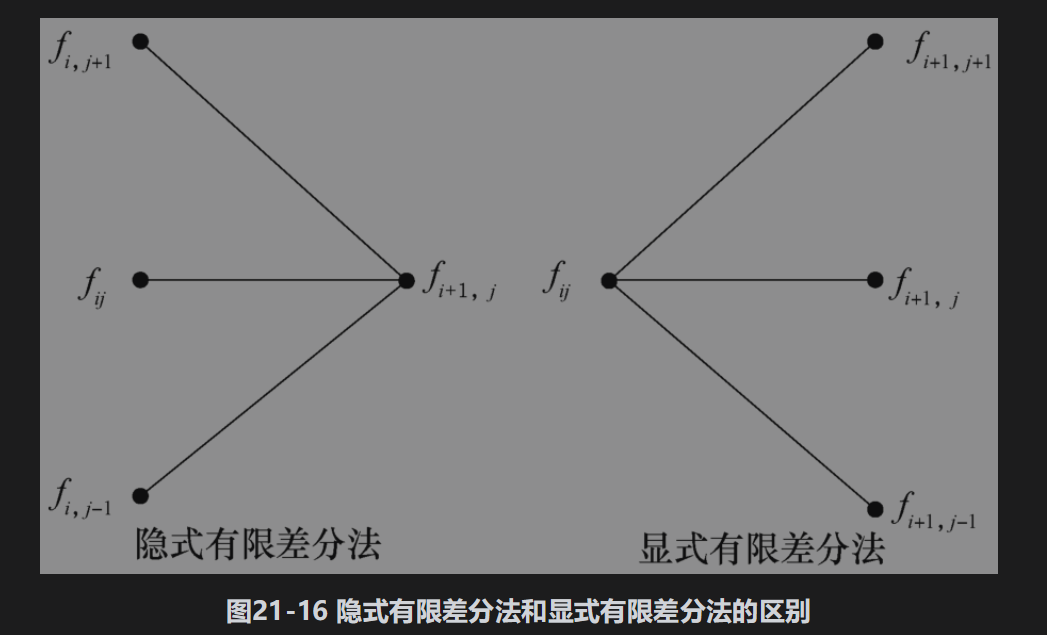 f_{i, j+1}
f_{i+1, j+1}
f_{ij}
f_{i+1, j}
f_{ij}
f_{i+1, j}
f_{i, j-1}
f_{i+1, j-1}
隐式有限差分法
显式有限差分法
图21-16 隐式有限差分法和显式有限差分法的区别